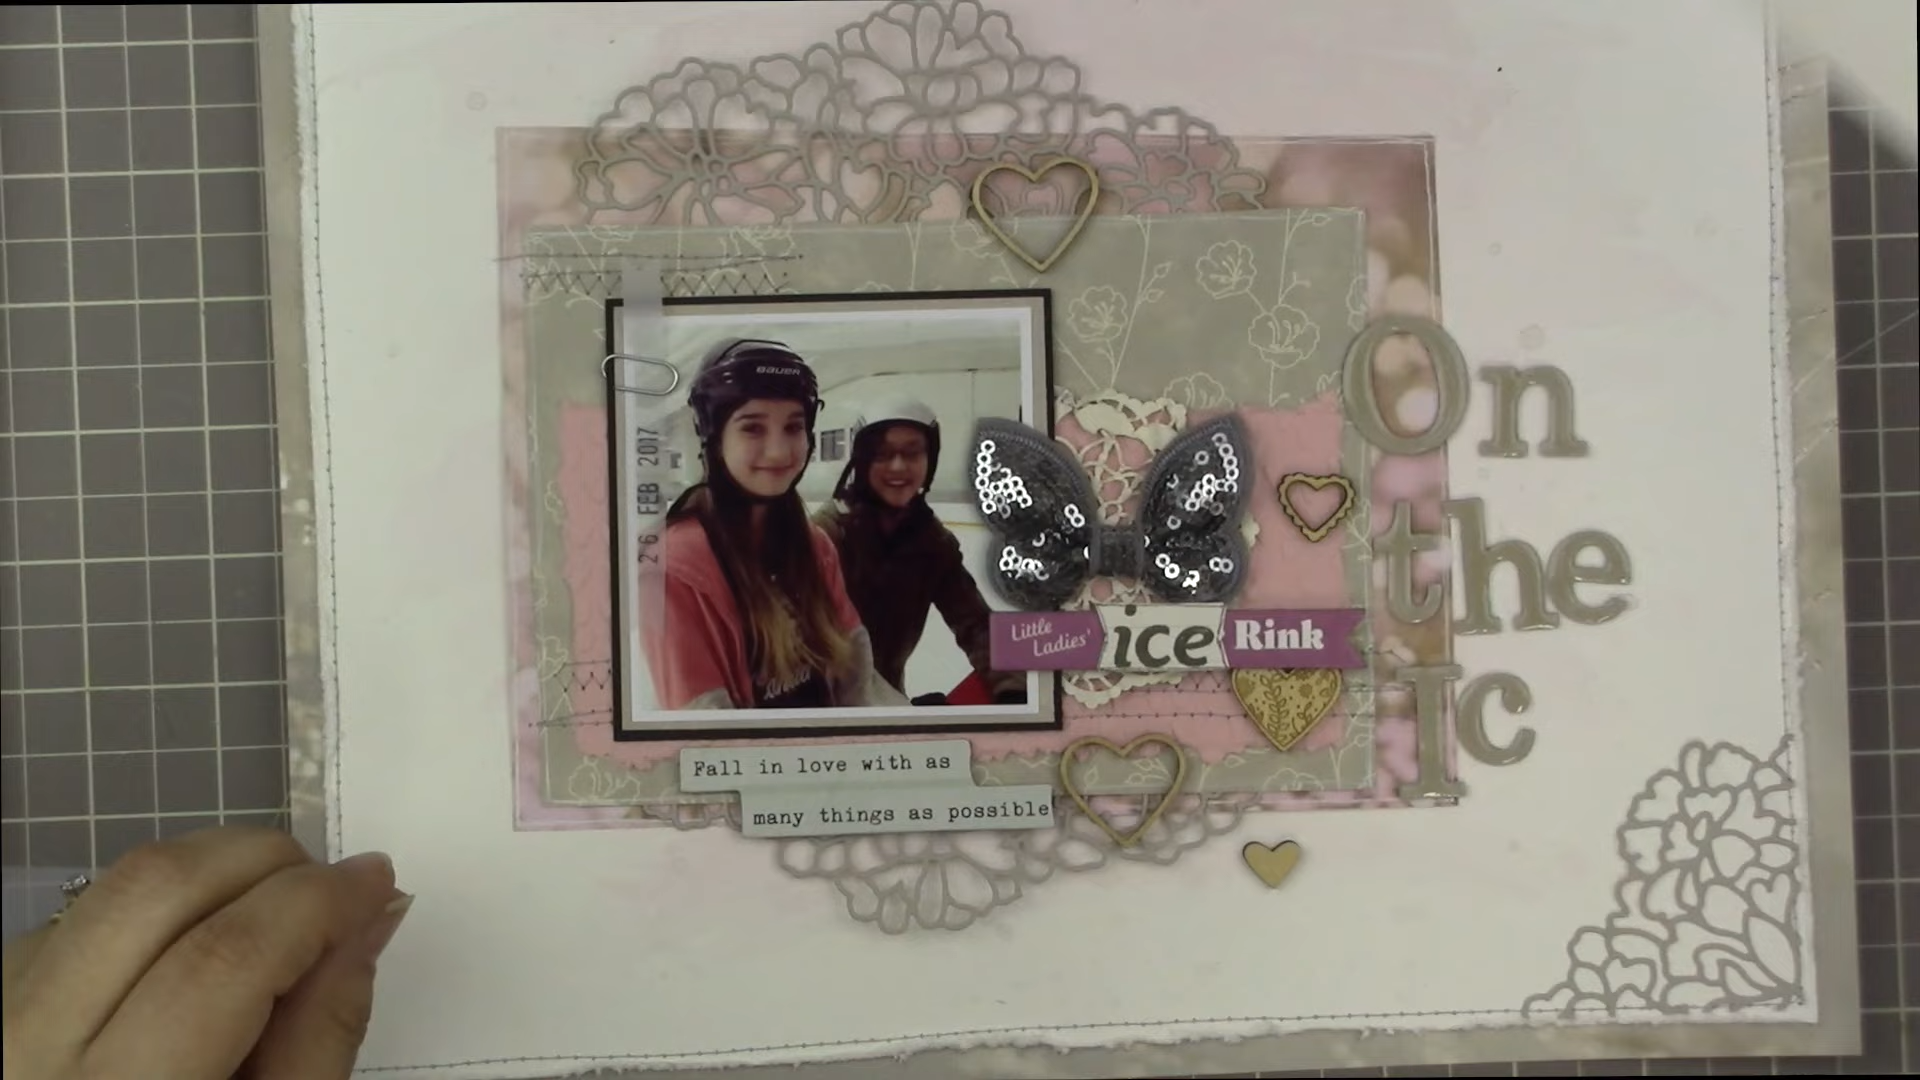 BAUER
26 FEB 2017
On
the
Ic
Little
Ladies'
ice
Rink
Fall in love with as
many things as possible